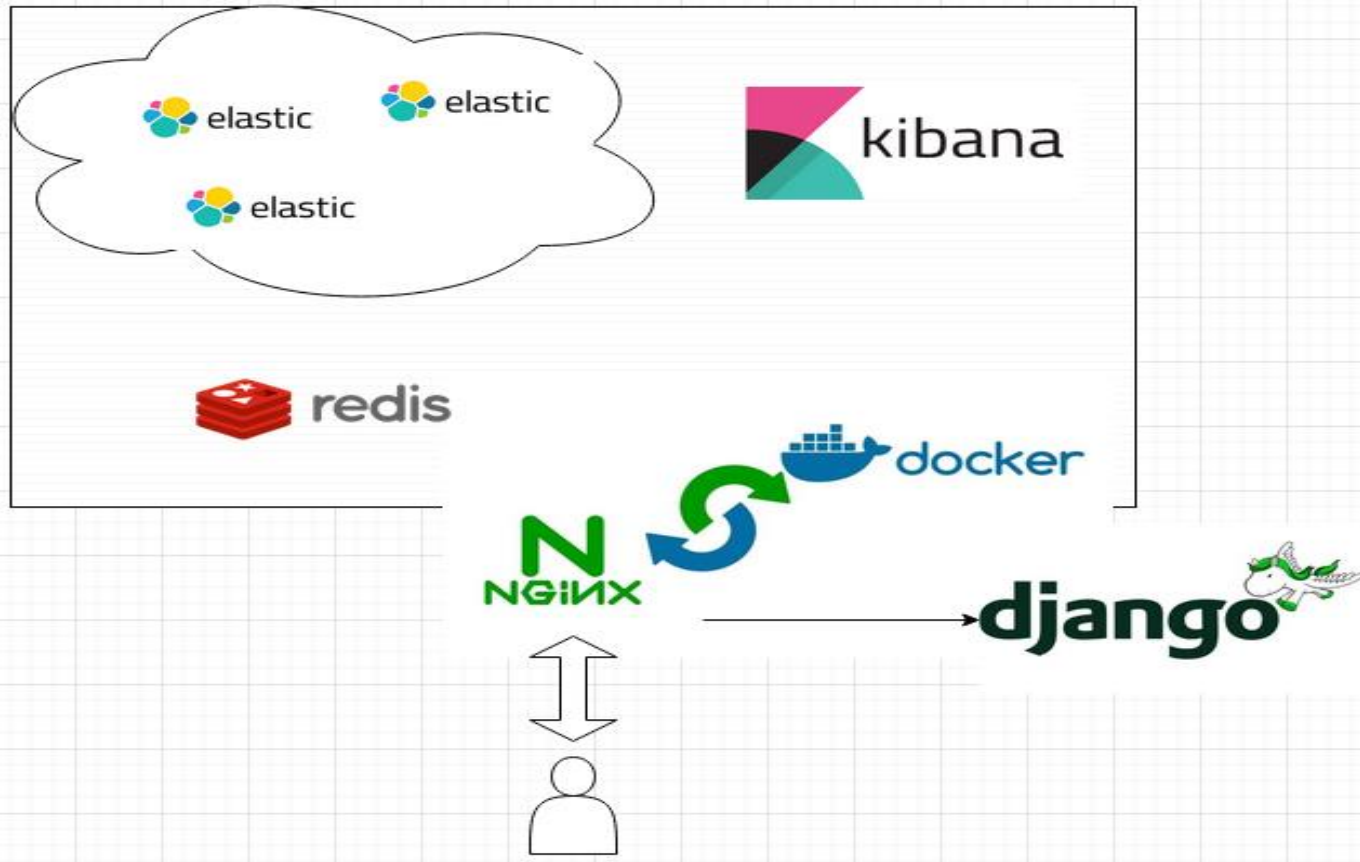 elastic
elastic
elastic
kibana
redis
docker
NGiNX
django